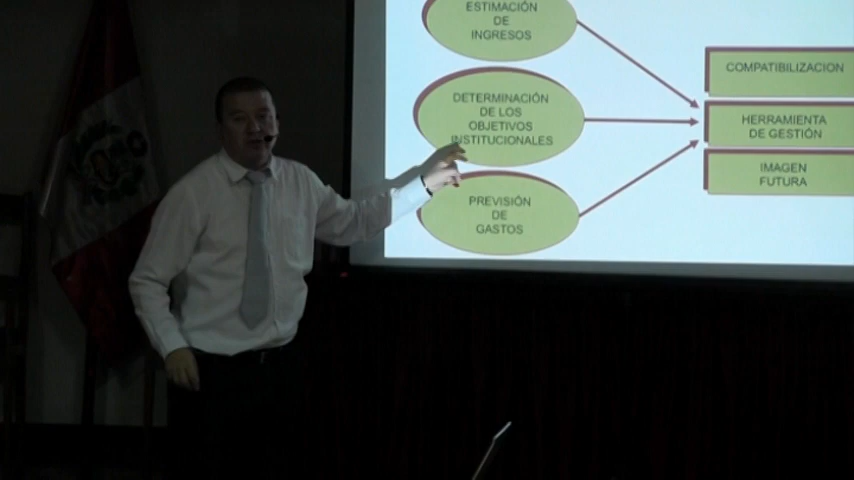 ESTIMACIÓN
DE
INGRESOS
DETERMINACIÓN
DE LOS
OBJETIVOS
INSTITUCIONALES
PREVISIÓN
DE
GASTOS
COMPATIBILIZACION
HERRAMIENTA
DE GESTIÓN
IMAGEN
FUTURA